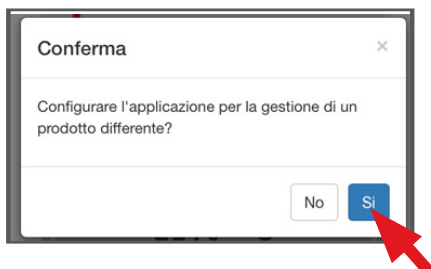 Conferma ×
Configurare l'applicazione per la gestione di un
prodotto differente?
No Si